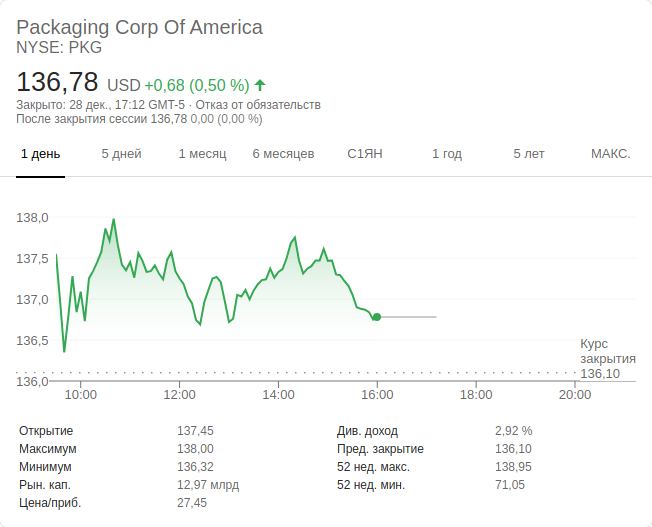 Packaging Corp Of America
NYSE: PKG
136,78 USD +0,68 (0,50 %)
Закрыто: 28 дек., 17:12 GMT-5 · Отказ от обязательств
После закрытия сессии 136,78 0,00 (0,00 %)
1 день 5 дней 1 месяц 6 месяцев С1ЯН 1 год 5 лет МАКС.
138,0
137,5
137,0
136,5
136,0
Курс
закрытия
136,10
10:00 12:00 14:00 16:00 18:00 20:00
Открытие 137,45 Див. доход 2,92 %
Максимум 138,00 Пред. закрытие 136,10
Минимум 136,32 52 нед. макс. 138,95
Рын. кап. 12,97 млрд 52 нед. мин. 71,05
Цена/приб. 27,45